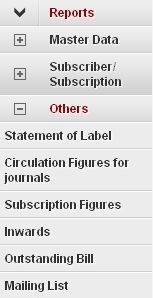 Reports
Master Data
Subscriber/
Subscription
Others
Statement of Label
Circulation Figures for
journals
Subscription Figures
Inwards
Outstanding Bill
Mailing List